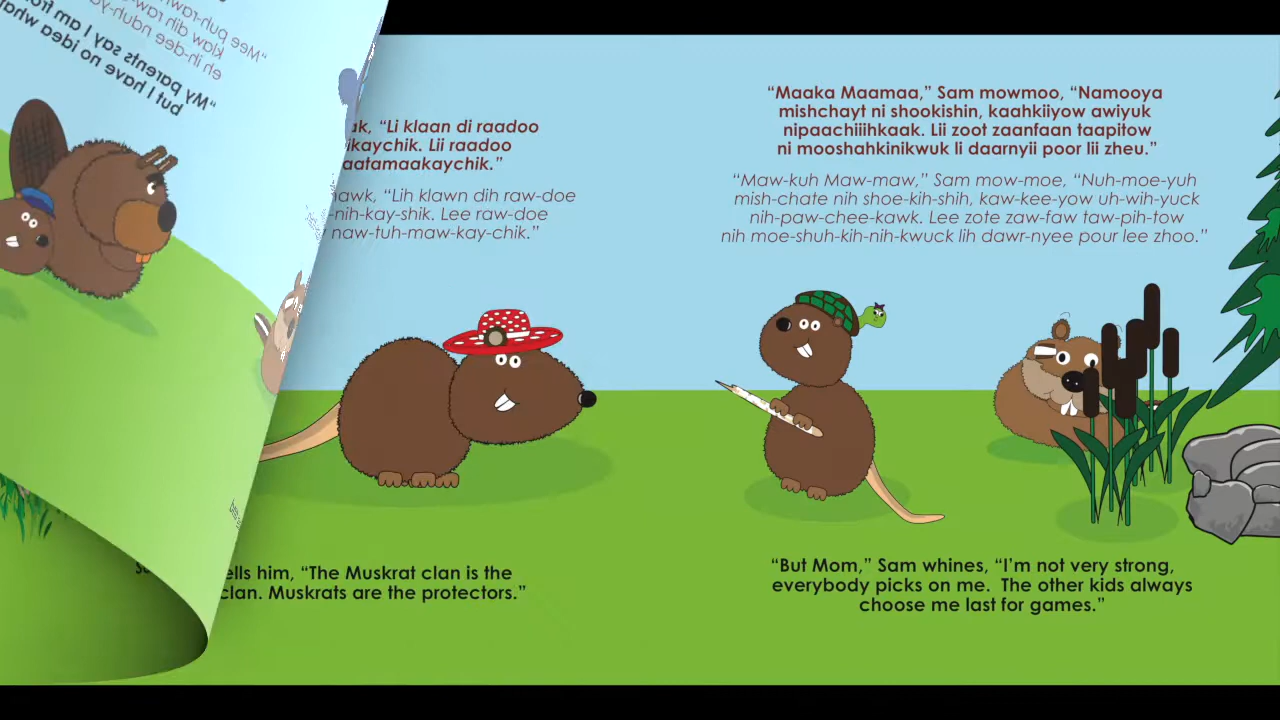 "My parents say I am from
but I have no idea what
"Li klaan di raadoo
Lii raadoo
"Lih klawn dih raw-doe
Lee raw-doe
naw-tuh-maw-kay-chik."
him, "The Muskrat clan is the
clan. Muskrats are the protectors."
"Maaka Maamaa," Sam mowmoo, "Namooya
mishchayt ni shookishin, kaahkiiyow awiyuk
nipaachiiihkaak. Lii zoot zaanfaan taapitow
ni mooshahkinikwuk li daarnyii poor lii zheu."
"Maw-kuh Maw-maw," Sam mow-moe, "Nuh-moe-yuh
mish-chate nih shoe-kih-shih, kaw-kee-yow uh-wih-yuck
nih-paw-chee-kawk. Lee zote zaw-faw taw-pih-tow
nih moe-shuh-kih-nih-kwuck lih dawr-nyee pour lee zhoo."
"But Mom," Sam whines, "I'm not very strong,
everybody picks on me. The other kids always
choose me last for games."